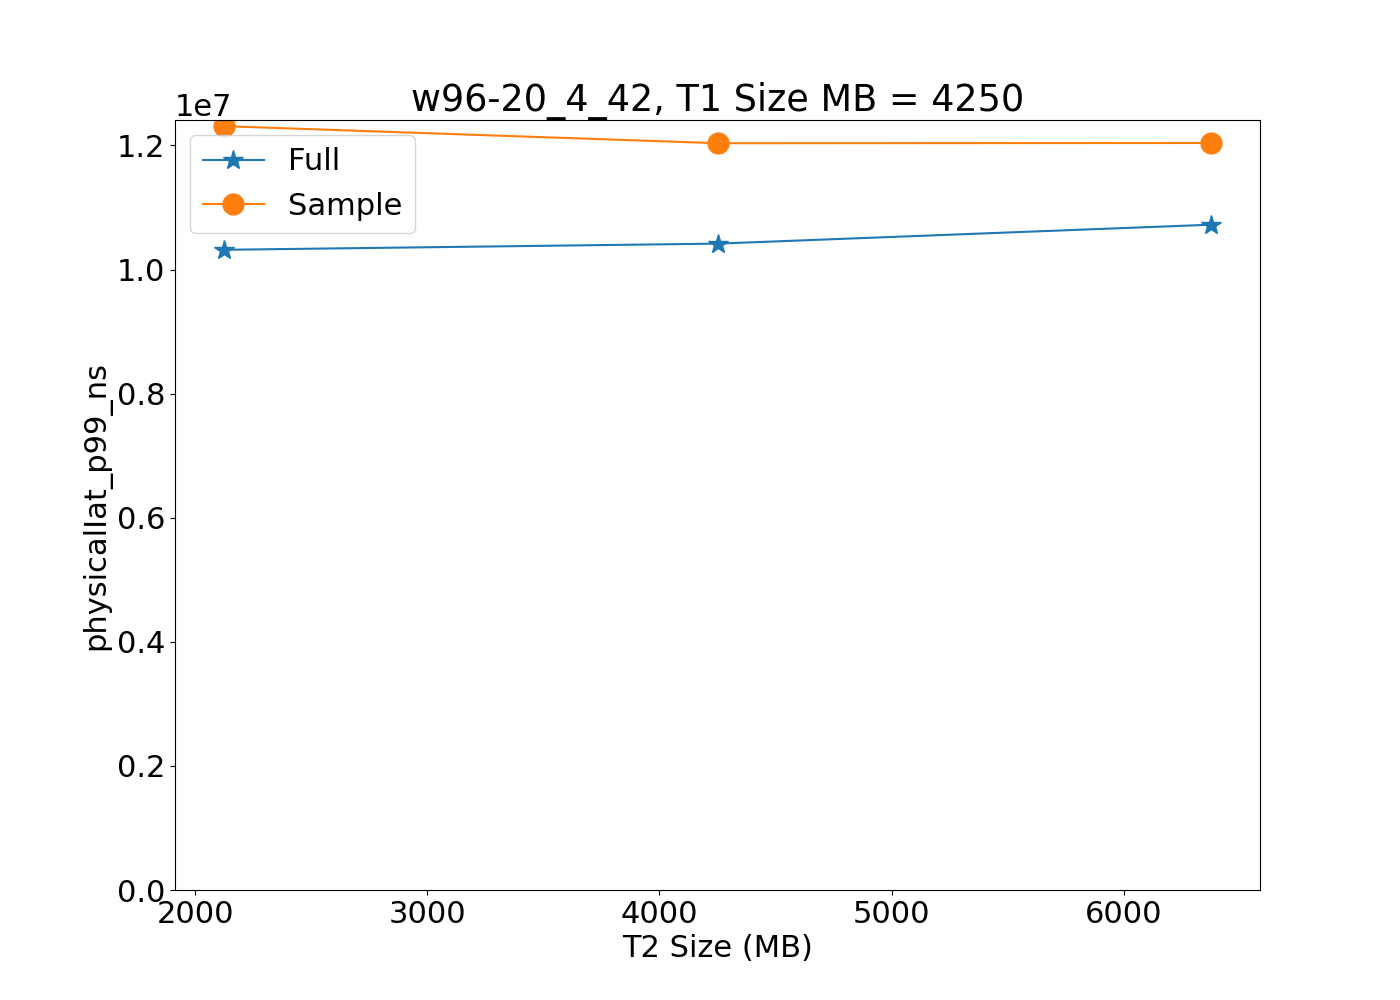 w96-20_4_42, T1 Size MB = 4250
1e7
1.2
1.0
0.8
0.6
0.4
0.2
0.0
physicallat_p99_ns
Full
Sample
2000 3000 4000 5000 6000
T2 Size (MB)